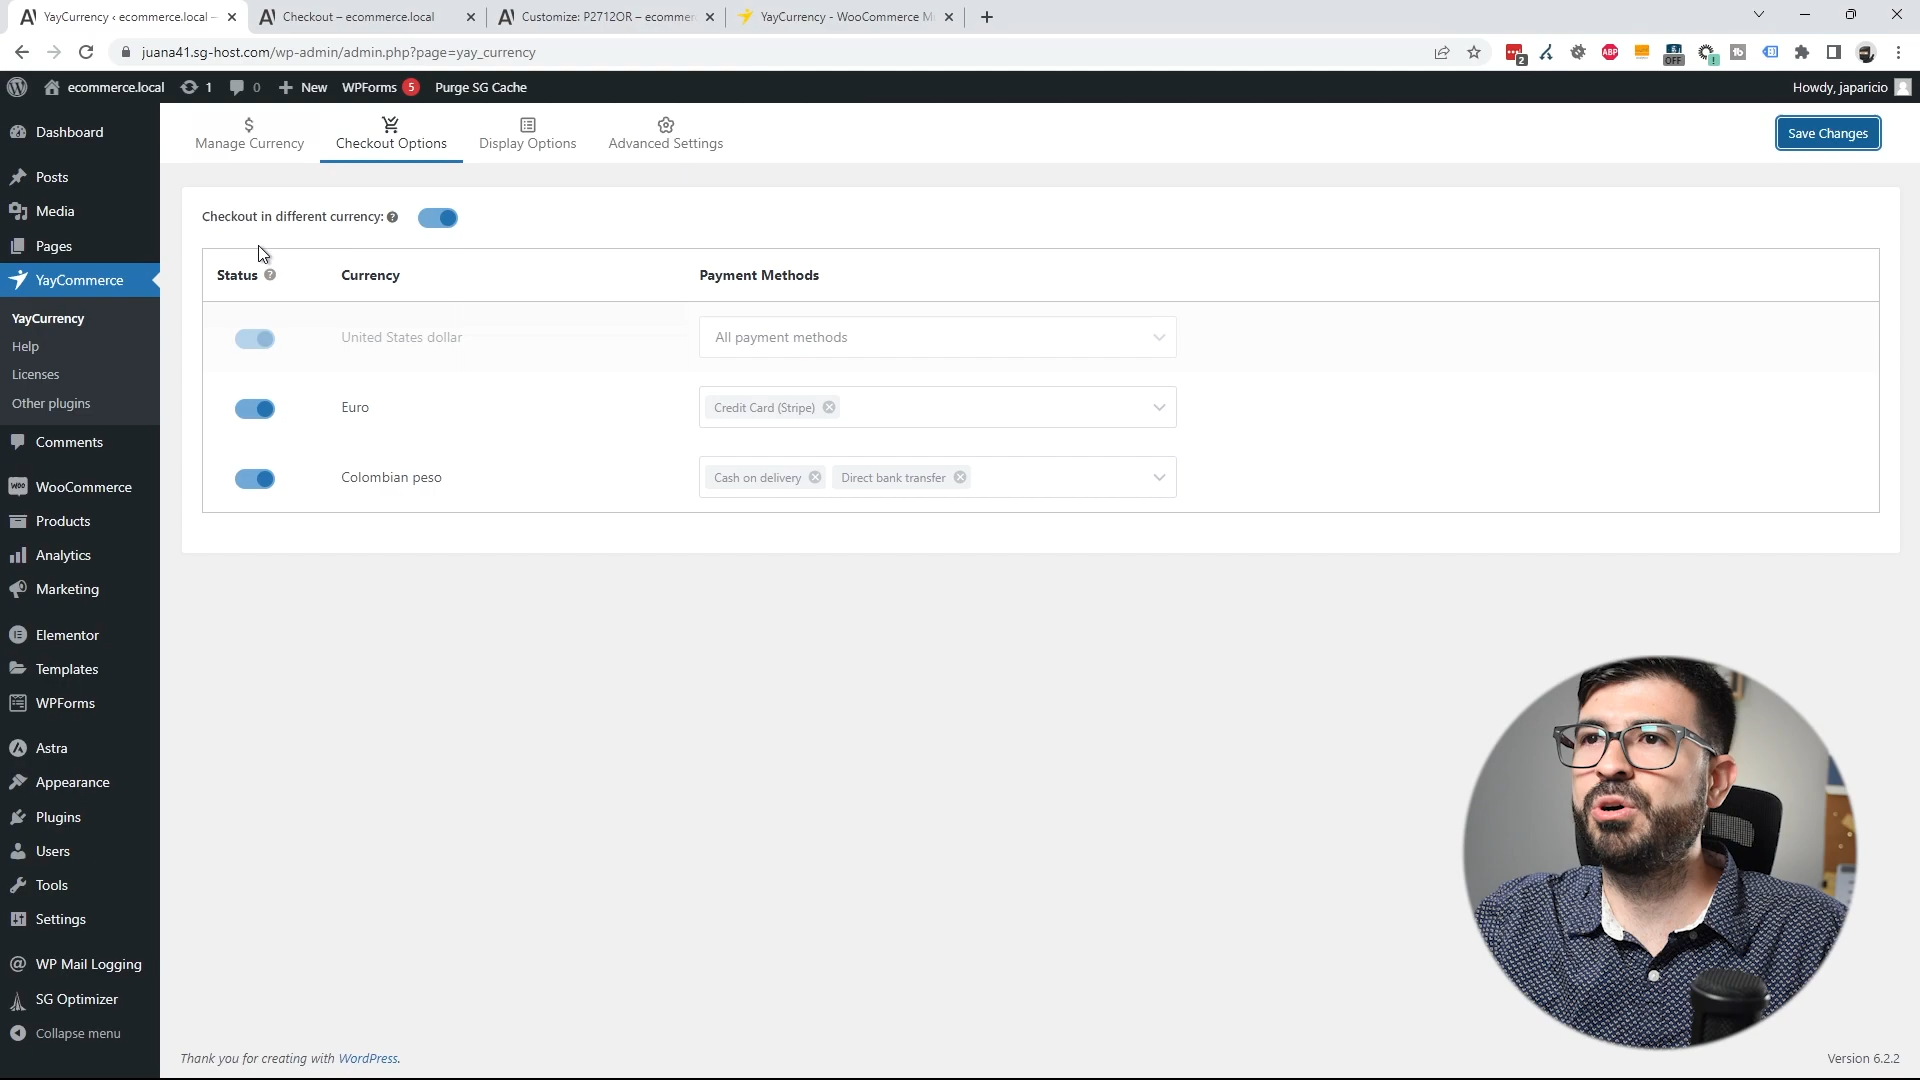 YayCurrency ‹ ecommerce.local –
Checkout – ecommerce.local
Customize: P2712OR – ecommer
YayCurrency - WooCommerce M
juana41.sg-host.com/wp-admin/admin.php?page=yay_currency
2
ABP
OFF
!
fb
ecommerce.local
1
0
New
WPForms 5
Purge SG Cache
Howdy, japaricio
Dashboard
Posts
Media
Pages
YayCommerce
YayCurrency
Help
Licenses
Other plugins
Comments
WooCommerce
Products
Analytics
Marketing
Elementor
Templates
WPForms
Astra
Appearance
Plugins
Users
Tools
Settings
WP Mail Logging
SG Optimizer
Collapse menu
Manage Currency
Checkout Options
Display Options
Advanced Settings
Save Changes
Checkout in different currency: ?
Status ?
Currency
Payment Methods
United States dollar
All payment methods
Euro
Credit Card (Stripe)
Colombian peso
Cash on delivery
Direct bank transfer
Thank you for creating with WordPress.
Version 6.2.2